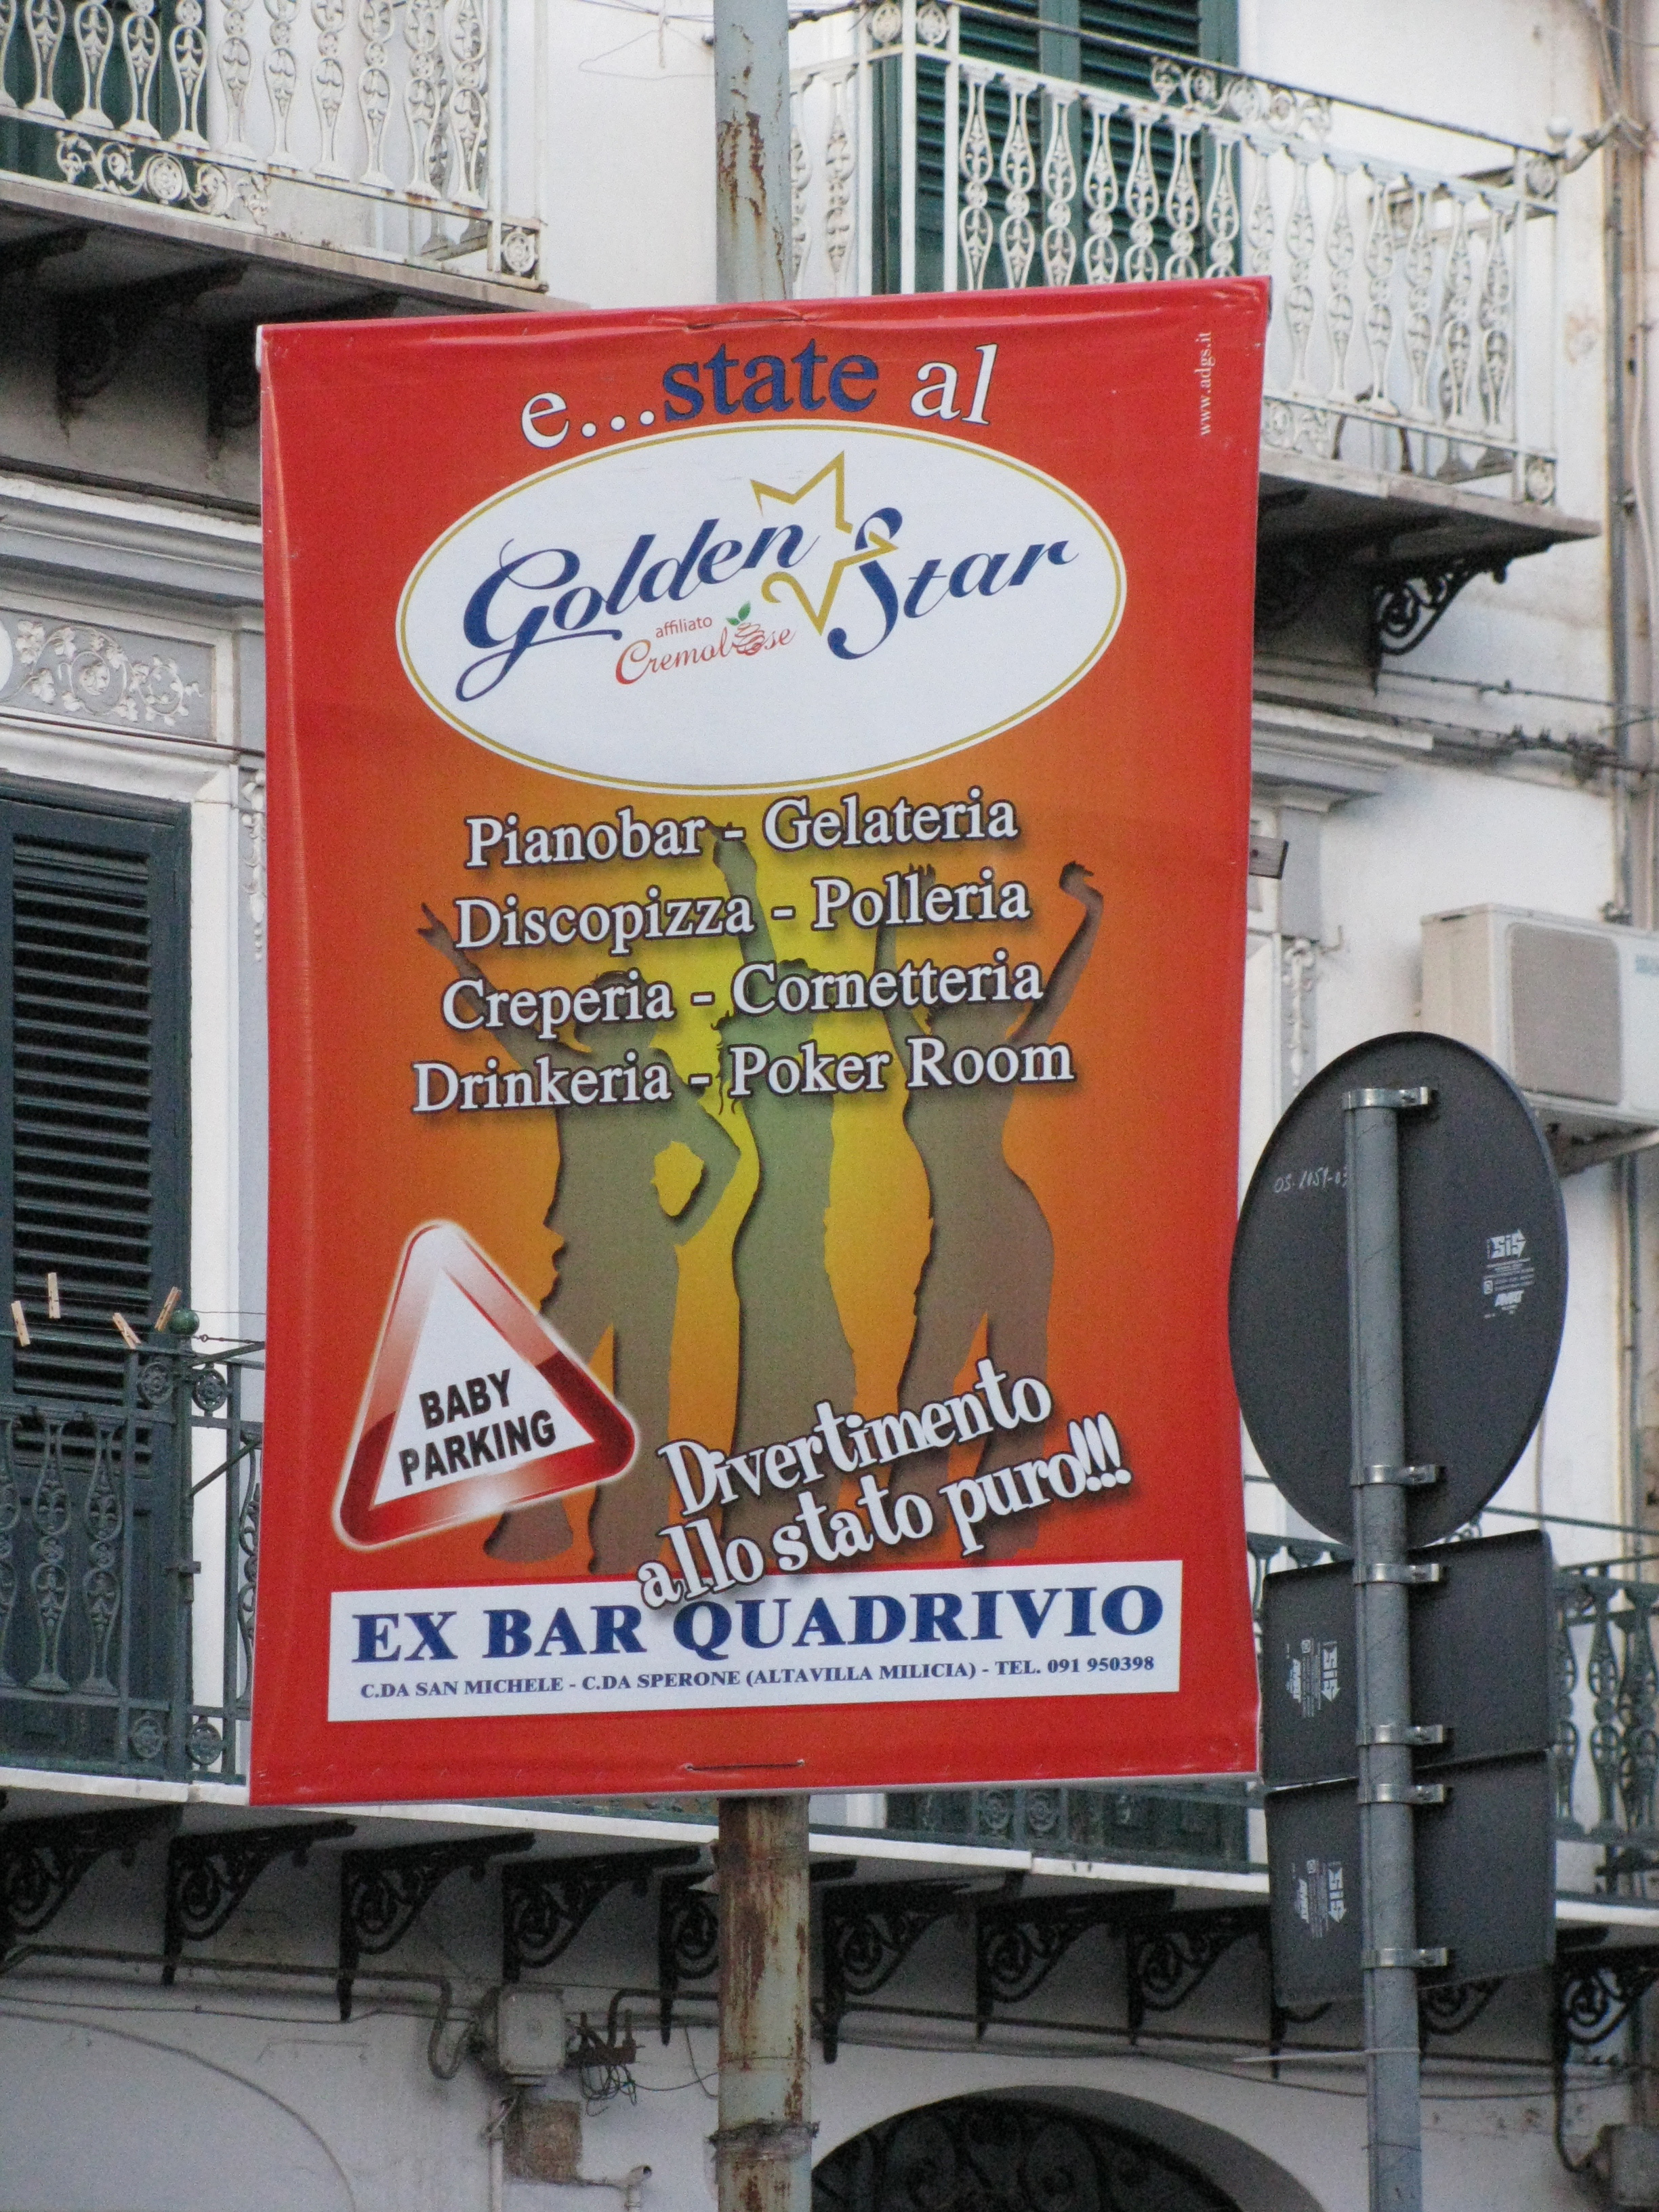 e...state al
www.adgs.it
Golden Star
affiliato
Cremolose
Pianobar - Gelateria
Discopizza - Polleria
Creperia - Cornetteria
Drinkeria - Poker Room
BABY
PARKING
Divertimento
allo stato puro!!!
EX BAR QUADRIVIO
C.DA SAN MICHELE - C.DA SPERONE (ALTAVILLA MILICIA) - TEL. 091 950398
SiS
SiS
SiS